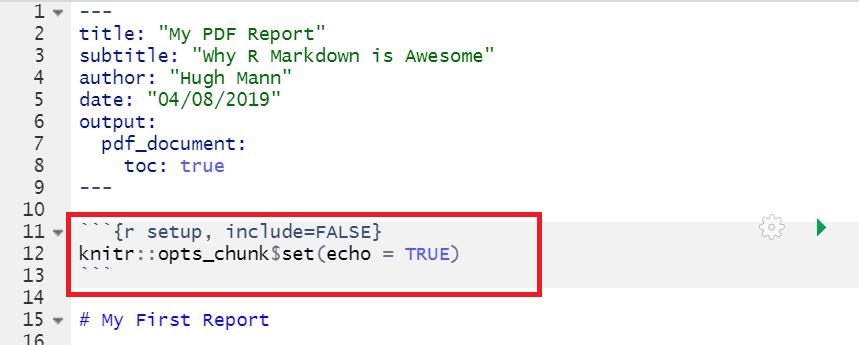 1 ---
2 title: "My PDF Report"
3 subtitle: "Why R Markdown is Awesome"
4 author: "Hugh Mann"
5 date: "04/08/2019"
6 output:
7   pdf_document:
8     toc: true
9 ---
10
11 ```{r setup, include=FALSE}
12 knitr::opts_chunk$set(echo = TRUE)
13 ```
14
15 # My First Report
16